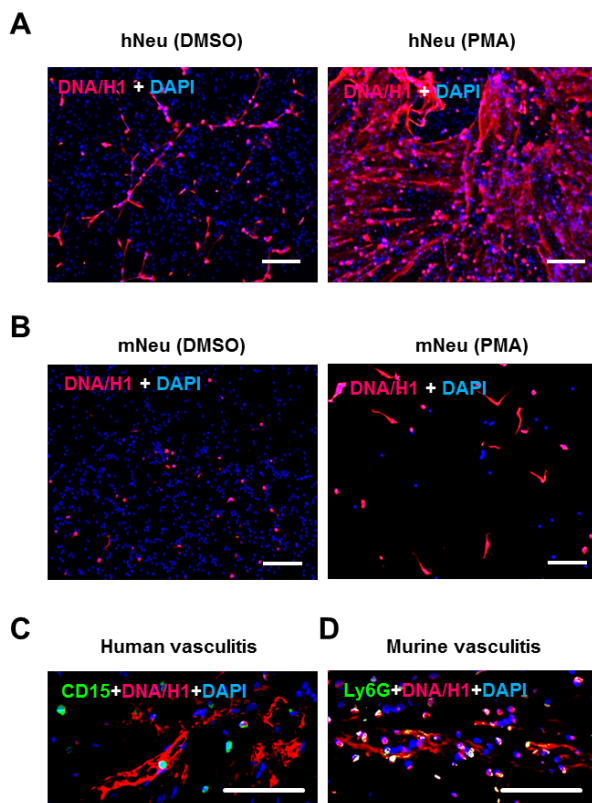 A
hNeu (DMSO)
hNeu (PMA)
DNA/H1 + DAPI
DNA/H1 + DAPI
B
mNeu (DMSO)
mNeu (PMA)
DNA/H1 + DAPI
DNA/H1 + DAPI
C
Human vasculitis
D
Murine vasculitis
CD15+DNA/H1+DAPI
Ly6G+DNA/H1+DAPI